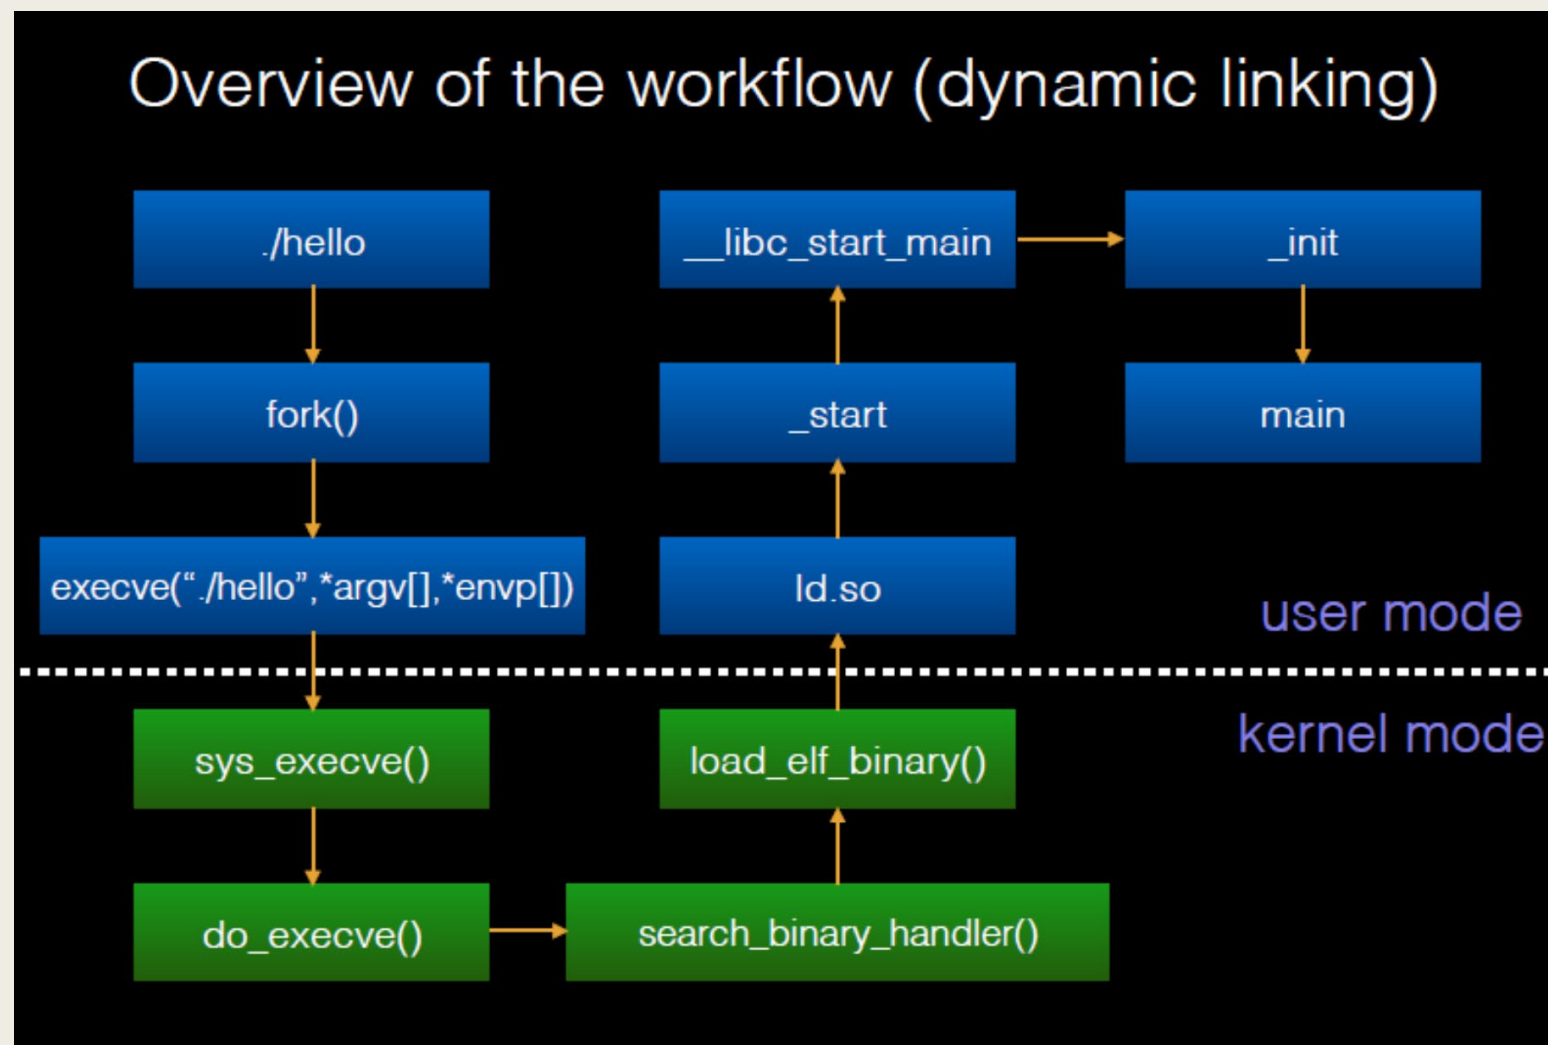 Overview of the workflow (dynamic linking)
./hello
fork()
execve(“./hello”,*argv[],*envp[])
sys_execve()
do_execve()
search_binary_handler()
load_elf_binary()
ld.so
_start
__libc_start_main
_init
main
user mode
kernel mode